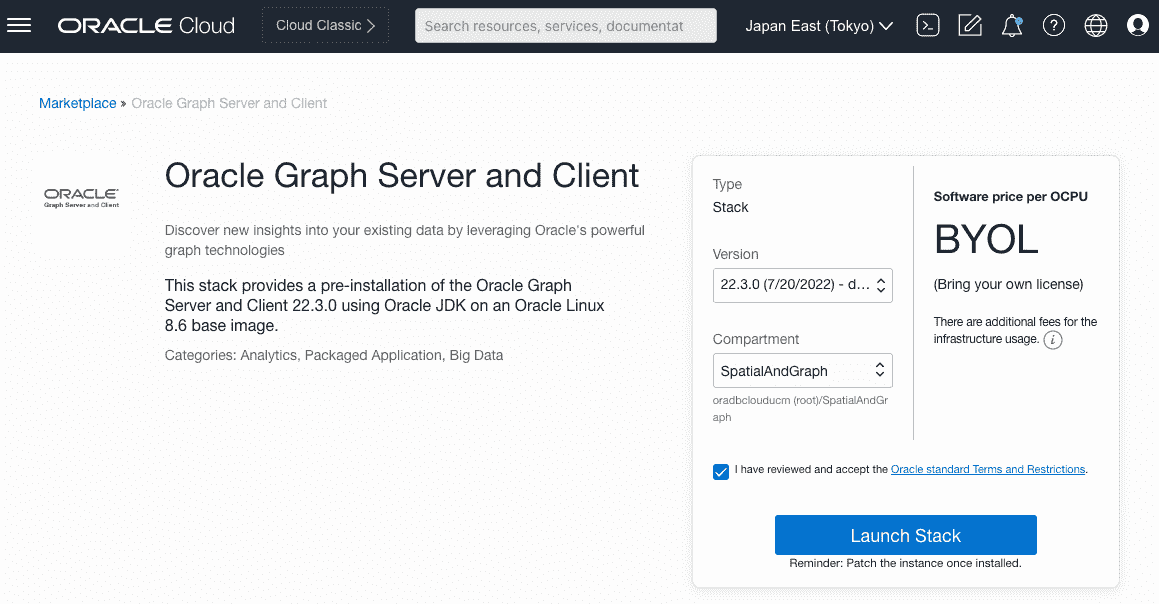 ORACLE Cloud
Cloud Classic
Search resources, services, documentat
Japan East (Tokyo)
Marketplace » Oracle Graph Server and Client
ORACLE
Graph Server and Client
Oracle Graph Server and Client
Discover new insights into your existing data by leveraging Oracle's powerful
graph technologies
This stack provides a pre-installation of the Oracle Graph
Server and Client 22.3.0 using Oracle JDK on an Oracle Linux
8.6 base image.
Categories: Analytics, Packaged Application, Big Data
Type
Stack
Version
22.3.0 (7/20/2022) - d...
Compartment
SpatialAndGraph
oradbclouducm (root)/SpatialAndGr
aph
Software price per OCPU
BYOL
(Bring your own license)
There are additional fees for the
infrastructure usage.
I have reviewed and accept the Oracle standard Terms and Restrictions.
Launch Stack
Reminder: Patch the instance once installed.